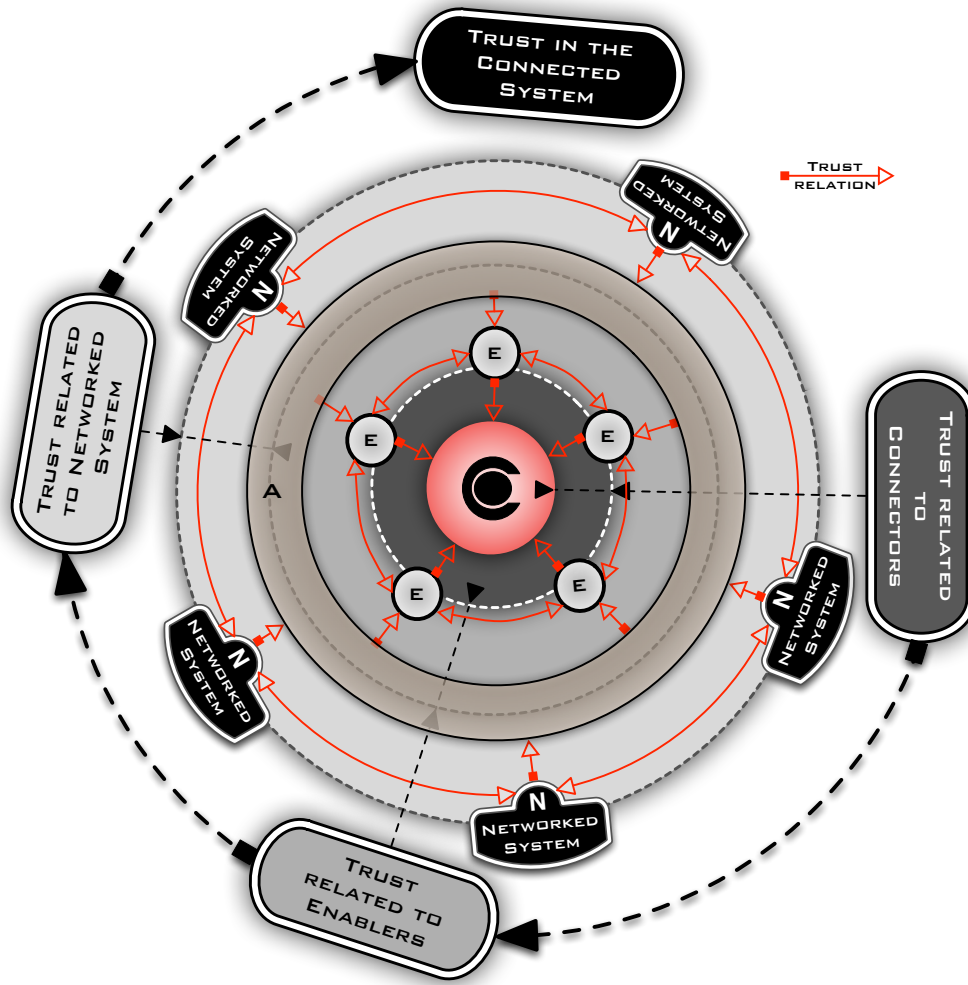 TRUST IN THE
CONNECTED
SYSTEM
TRUST
RELATION
NETWORKED
SYSTEM
N
NETWORKED
SYSTEM
N
TRUST RELATED
TO NETWORKED
SYSTEM
E
E
E
C
A
TRUST RELATED
TO
CONNECTORS
E
E
N
NETWORKED
SYSTEM
N
NETWORKED
SYSTEM
N
NETWORKED
SYSTEM
TRUST
RELATED TO
ENABLERS